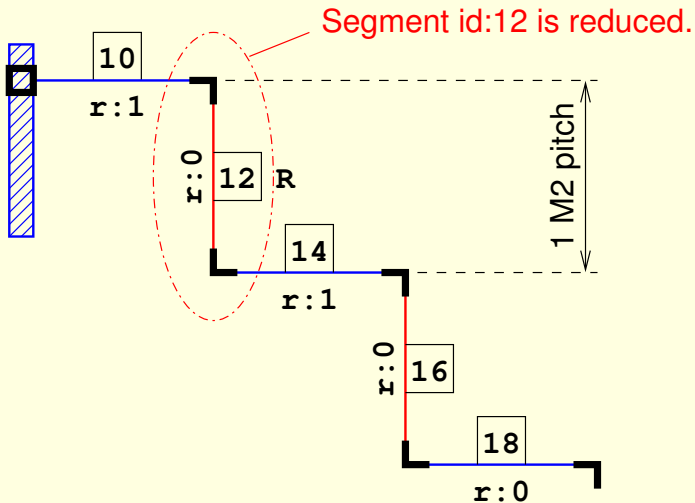 Segment id:12 is reduced.
10
r:1
r:0
12 R
1 M2 pitch
14
r:1
r:0
16
18
r:0